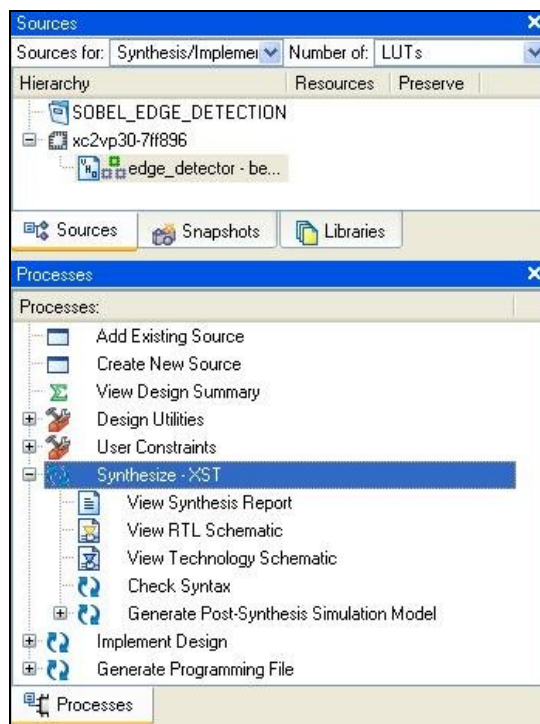 Sources
Sources for: Synthesis/Implemen Number of: LUTs
Hierarchy Resources Preserve
SOBEL_EDGE_DETECTION
xc2vp30-7ff896
edge_detector - be...
Sources Snapshots Libraries
Processes
Processes:
Add Existing Source
Create New Source
View Design Summary
Design Utilities
User Constraints
Synthesize - XST
View Synthesis Report
View RTL Schematic
View Technology Schematic
Check Syntax
Generate Post-Synthesis Simulation Model
Implement Design
Generate Programming File
Processes